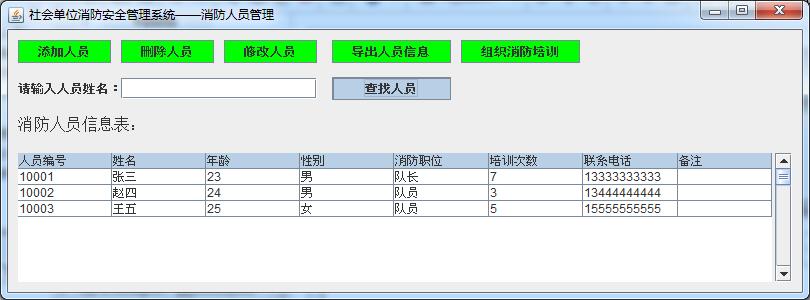 社会单位消防安全管理系统——消防人员管理
添加人员 删除人员 修改人员 导出人员信息 组织消防培训
请输入人员姓名： 查找人员
消防人员信息表：
人员编号 姓名 年龄 性别 消防职位 培训次数 联系电话 备注
10001 张三 23 男 队长 7 13333333333
10002 赵四 24 男 队员 3 13444444444
10003 王五 25 女 队员 5 15555555555